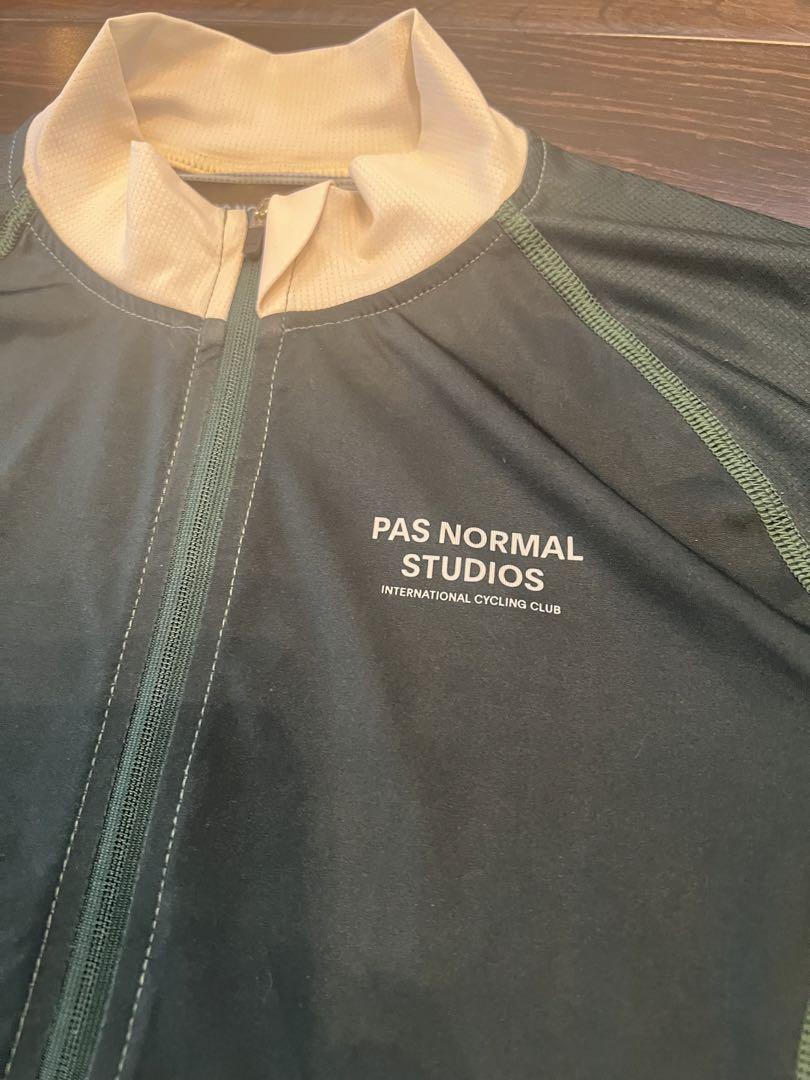 PAS NORMAL
STUDIOS
INTERNATIONAL CYCLING CLUB